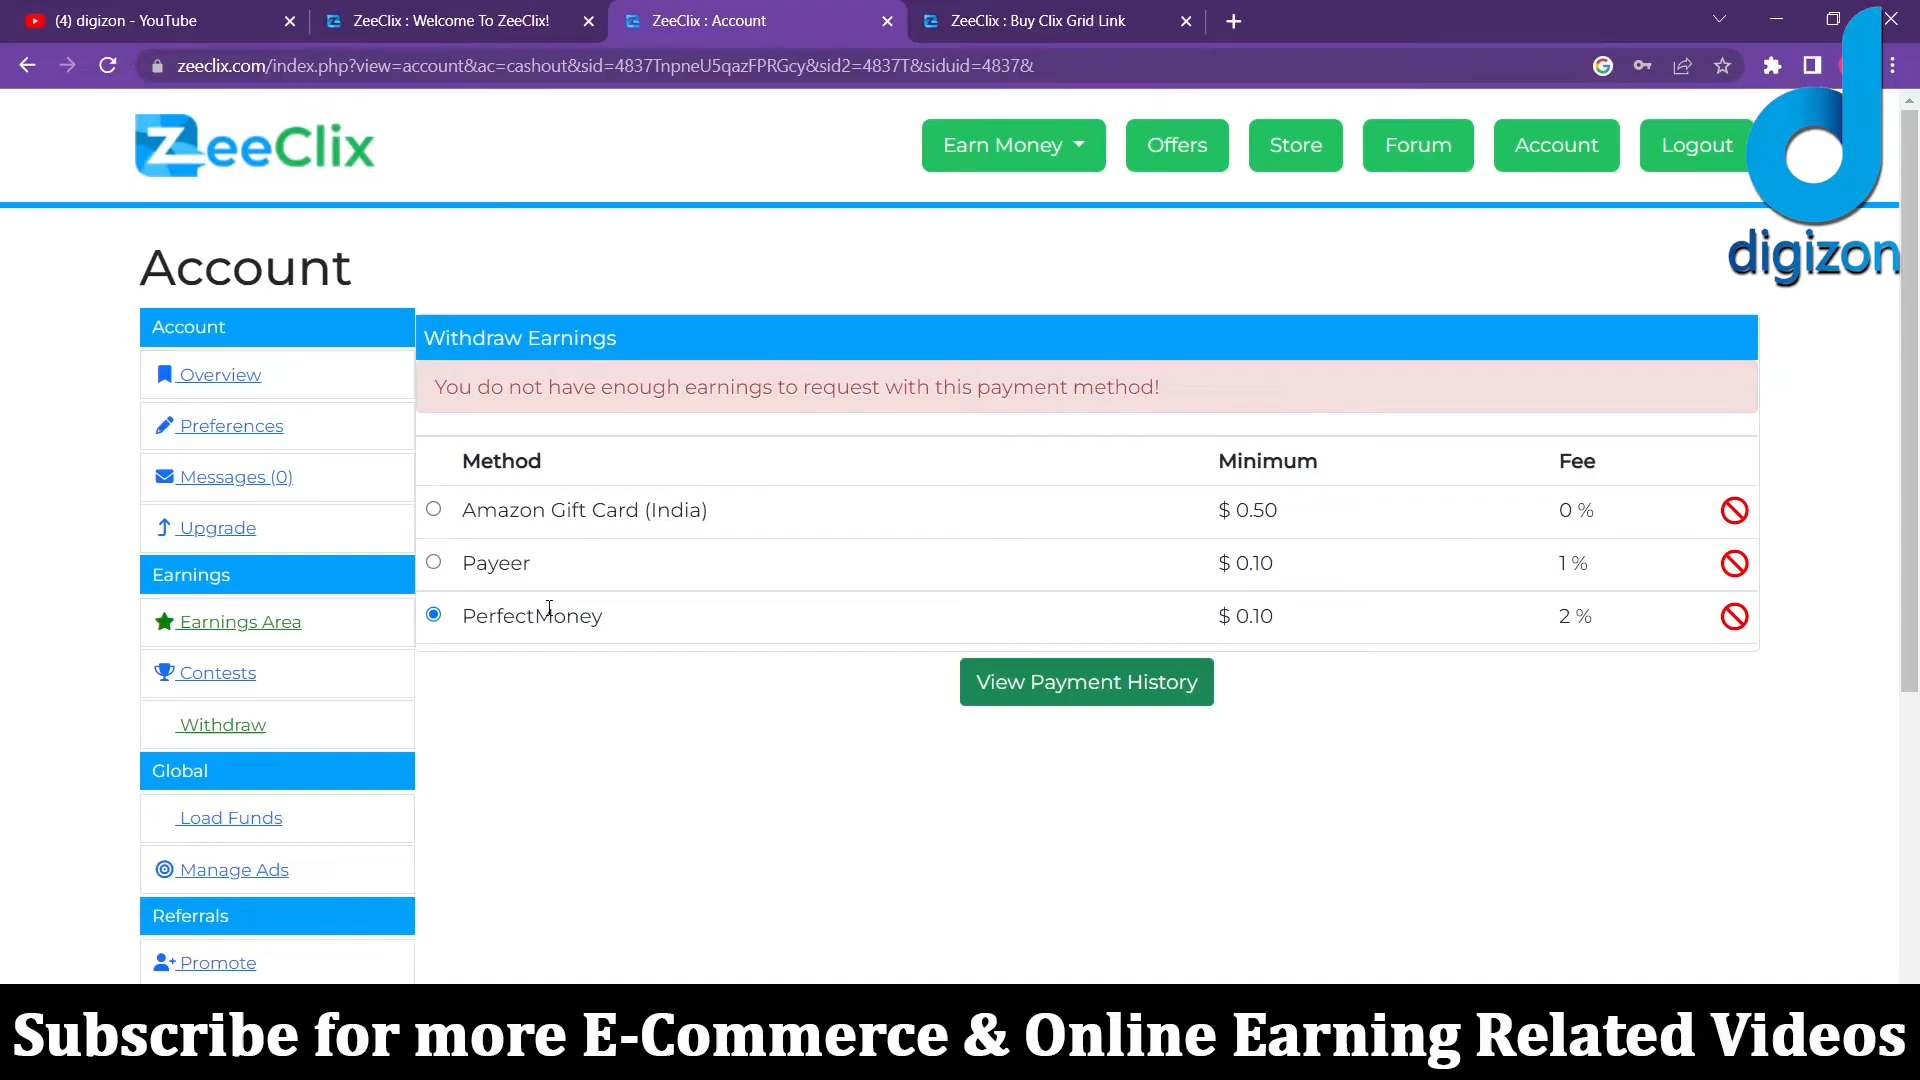 (4) digizon - YouTube
ZeeClix : Welcome To ZeeClix!
ZeeClix : Account
ZeeClix : Buy Clix Grid Link
zeeclix.com/index.php?view=account&ac=cashout&sid=4837TnpneU5qazFPRGcy&sid2=4837T&siduid=4837&
ZeeClix
Earn Money
Offers
Store
Forum
Account
Logout
digizon
Account
Account
Overview
Preferences
Messages (0)
Upgrade
Earnings
Earnings Area
Contests
Withdraw
Global
Load Funds
Manage Ads
Referrals
Promote
Withdraw Earnings
You do not have enough earnings to request with this payment method!
Method Minimum Fee
Amazon Gift Card (India) $ 0.50 0 %
Payeer $ 0.10 1 %
PerfectMoney $ 0.10 2 %
View Payment History
Subscribe for more E-Commerce & Online Earning Related Videos